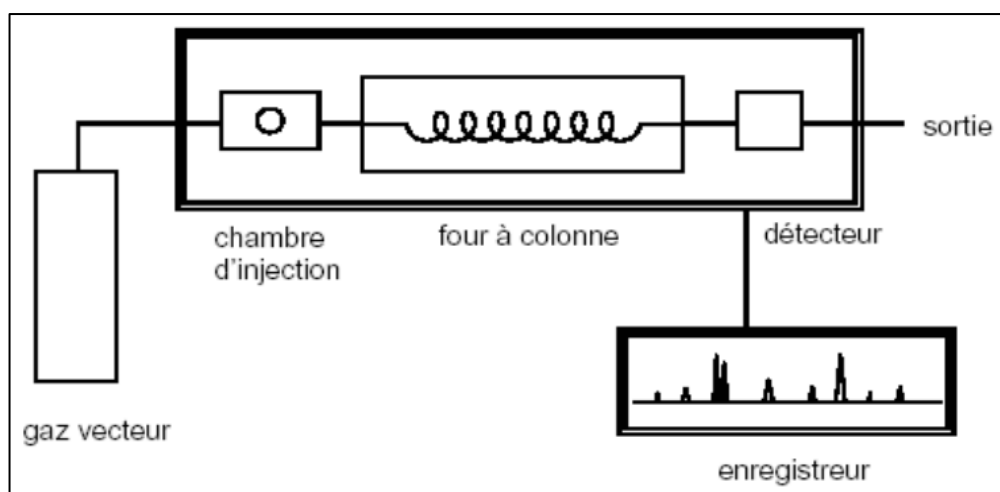 sortie
chambre
d'injection
four à colonne
détecteur
gaz vecteur
enregistreur